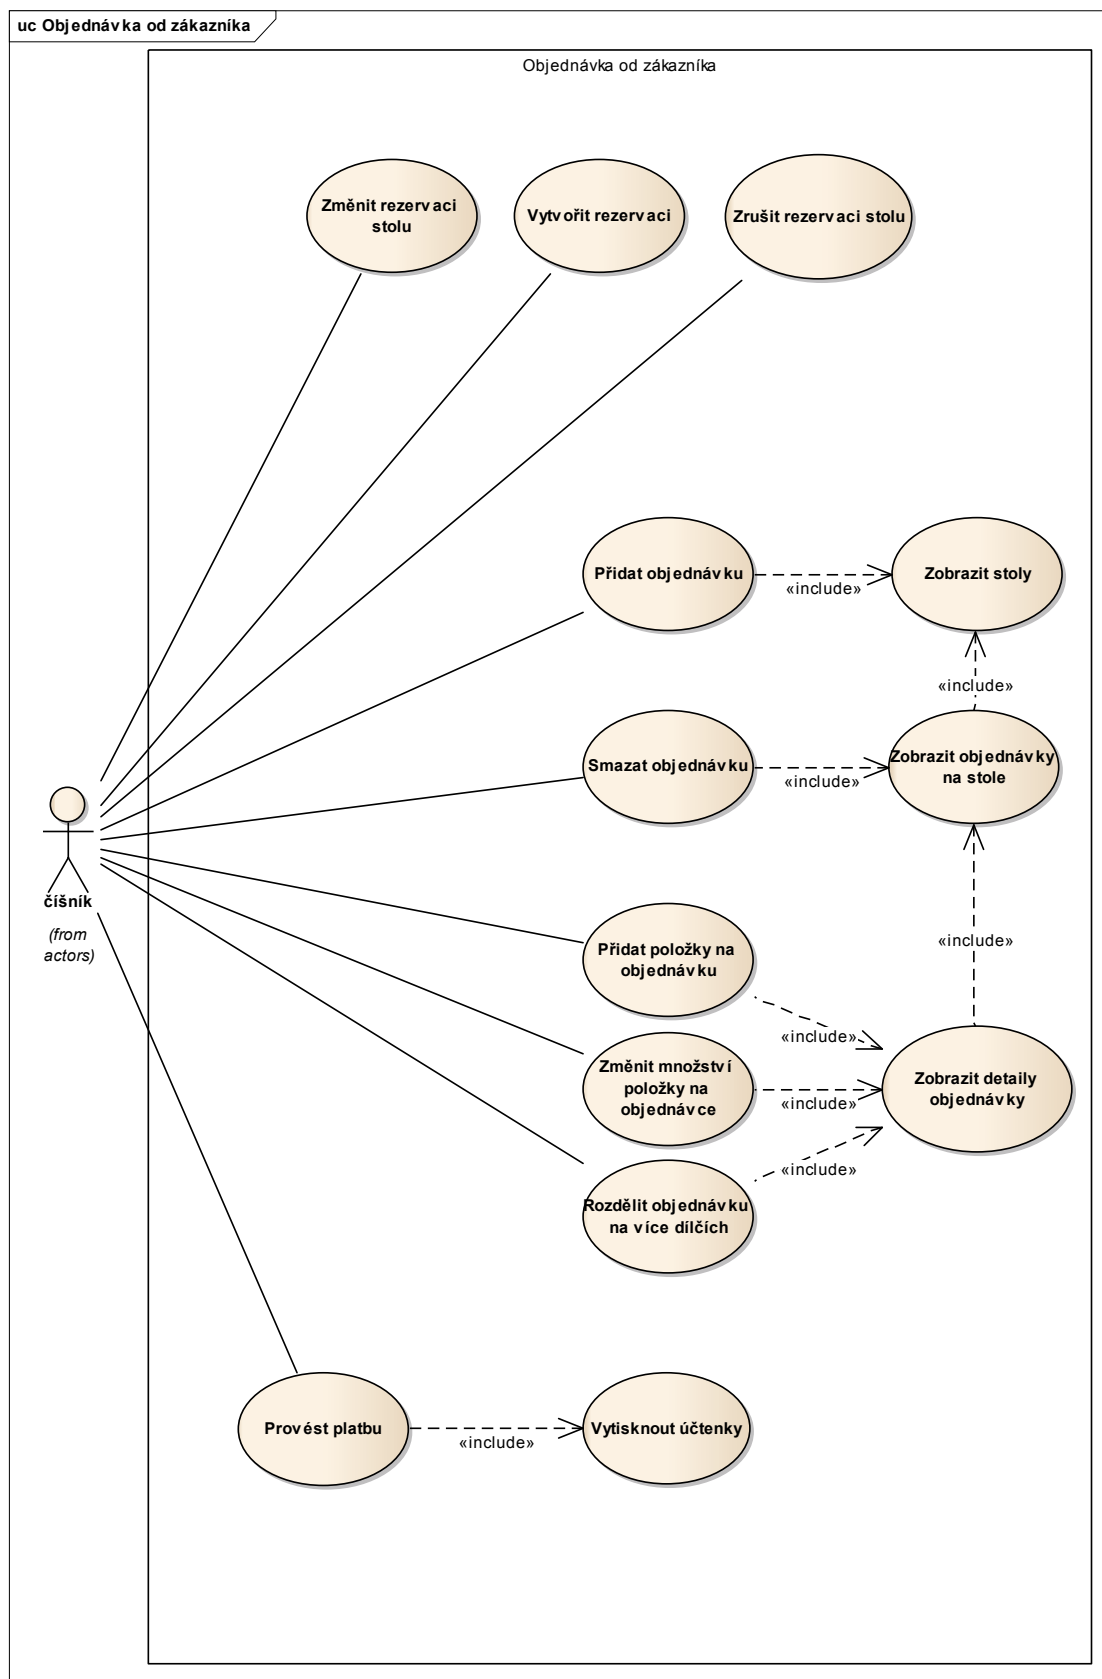 uc Objednávka od zákazníka
Objednávka od zákazníka
Změnit rezervaci
stolu
Vytvořit rezervaci
Zrušit rezervaci stolu
Přidat objednávku
«include»
Zobrazit stoly
«include»
Smazat objednávku
«include»
Zobrazit objednávky
na stole
číšník
(from
actors)
«include»
Přidat položky na
objednávku
«include»
Změnit množství
položky na
objednávce
«include»
Zobrazit detaily
objednávky
«include»
Rozdělit objednávku
na více dílčích
Provést platbu
«include»
Vytisknout účtenky